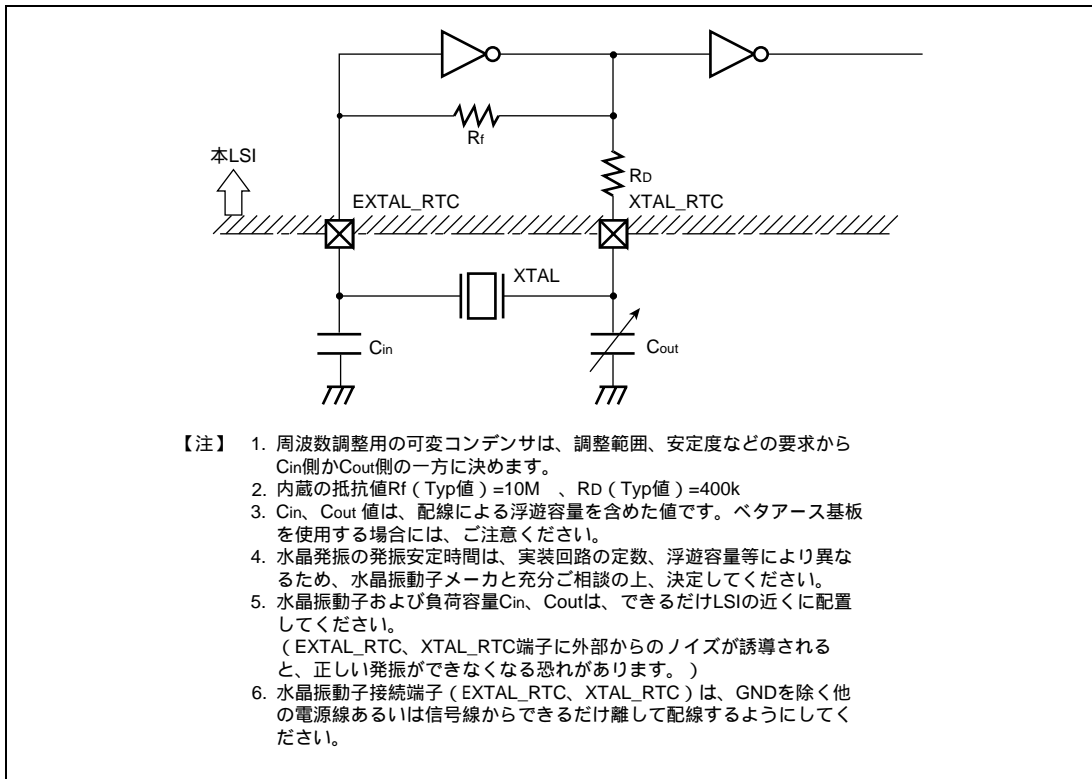 Rf
本LSI
RD
EXTAL_RTC
XTAL_RTC
XTAL
Cin
Cout
【注】 1. 周波数調整用の可変コンデンサは、調整範囲、安定度などの要求から
Cin側かCout側の一方に決めます。
2. 内蔵の抵抗値Rf（Typ値）=10M 、RD（Typ値）=400k
3. Cin、Cout 値は、配線による浮遊容量を含めた値です。ベタアース基板
を使用する場合には、ご注意ください。
4. 水晶発振の発振安定時間は、実装回路の定数、浮遊容量等により異な
るため、水晶振動子メーカと充分ご相談の上、決定してください。
5. 水晶振動子および負荷容量Cin、Coutは、できるだけLSIの近くに配置
してください。
（EXTAL_RTC、XTAL_RTC端子に外部からのノイズが誘導される
と、正しい発振ができなくなる恐れがあります。）
6. 水晶振動子接続端子（EXTAL_RTC、XTAL_RTC）は、GNDを除く他
の電源線あるいは信号線からできるだけ離して配線するようにしてく
ださい。